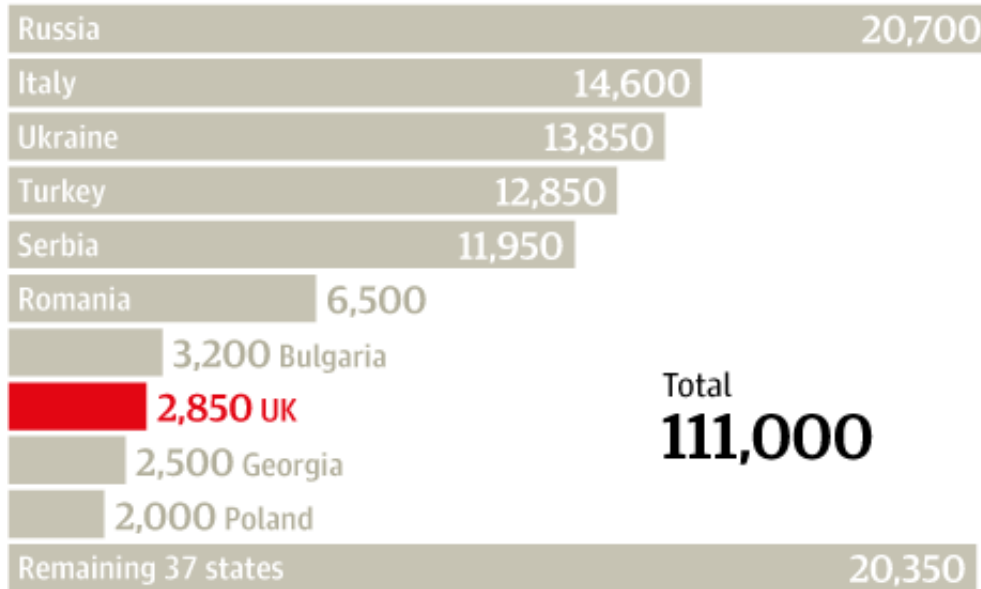 Russia 20,700
Italy 14,600
Ukraine 13,850
Turkey 12,850
Serbia 11,950
Romania 6,500
3,200 Bulgaria
2,850 UK
2,500 Georgia
2,000 Poland
Remaining 37 states 20,350
Total
111,000